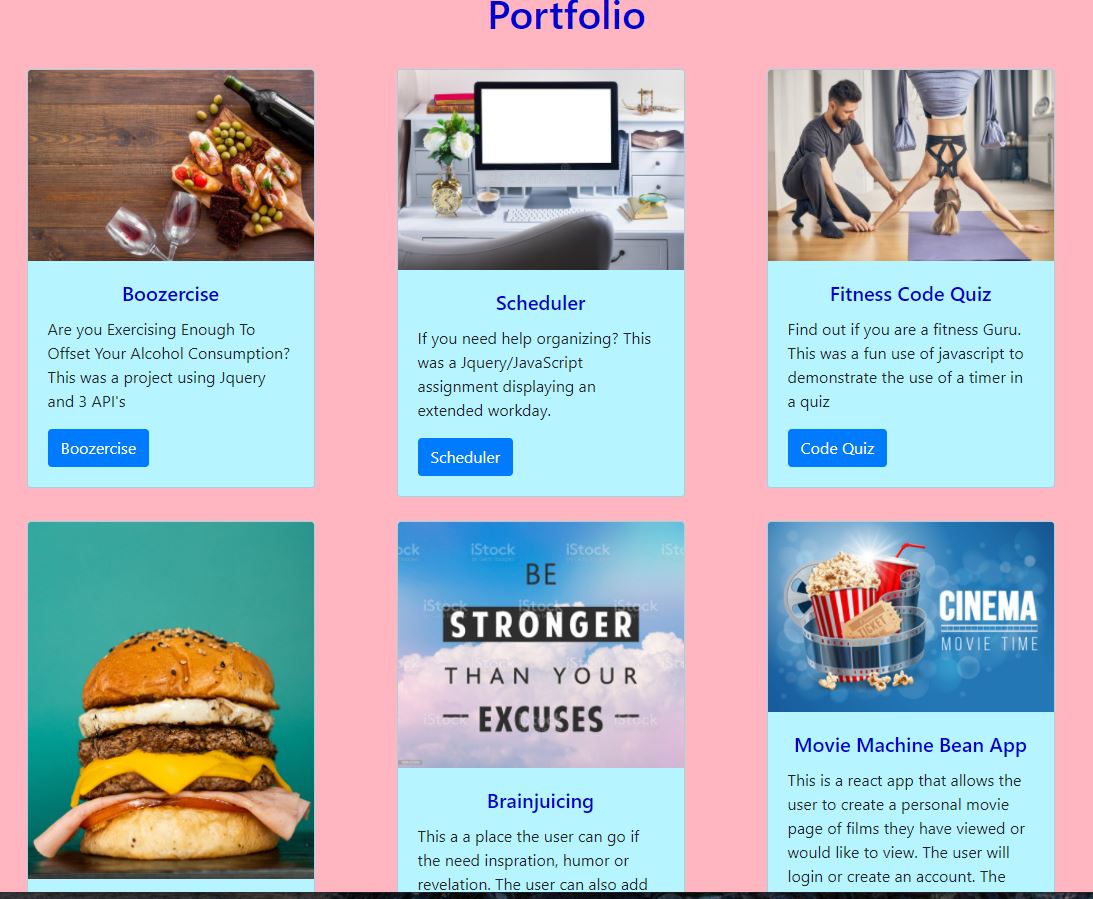 Portfolio
Boozercise
Are you Exercising Enough To
Offset Your Alcohol Consumption?
This was a project using Jquery
and 3 API's
Boozercise
Scheduler
If you need help organizing? This
was a Jquery/JavaScript
assignment displaying an
extended workday.
Scheduler
Fitness Code Quiz
Find out if you are a fitness Guru.
This was a fun use of javascript to
demonstrate the use of a timer in
a quiz
Code Quiz
iStock iStock
BE
iStock iStock
STRONGER
iStock
THAN YOUR
iStock iStock
EXCUSES
Brainjuicing
This a a place the user can go if
the need inspration, humor or
revelation. The user can also add
CINEMA
MOVIE TIME
TICKET
Movie Machine Bean App
This is a react app that allows the
user to create a personal movie
page of films they have viewed or
would like to view. The user will
login or create an account. The